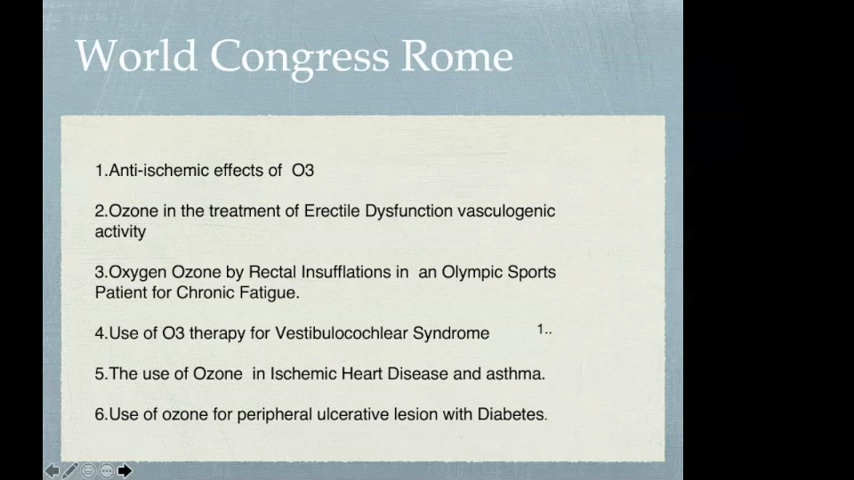 World Congress Rome
1.Anti-ischemic effects of  O3
2.Ozone in the treatment of Erectile Dysfunction vasculogenic
activity
3.Oxygen Ozone by Rectal Insufflations in  an Olympic Sports
Patient for Chronic Fatigue.
4.Use of O3 therapy for Vestibulocochlear Syndrome
1..
5.The use of Ozone  in Ischemic Heart Disease and asthma.
6.Use of ozone for peripheral ulcerative lesion with Diabetes.